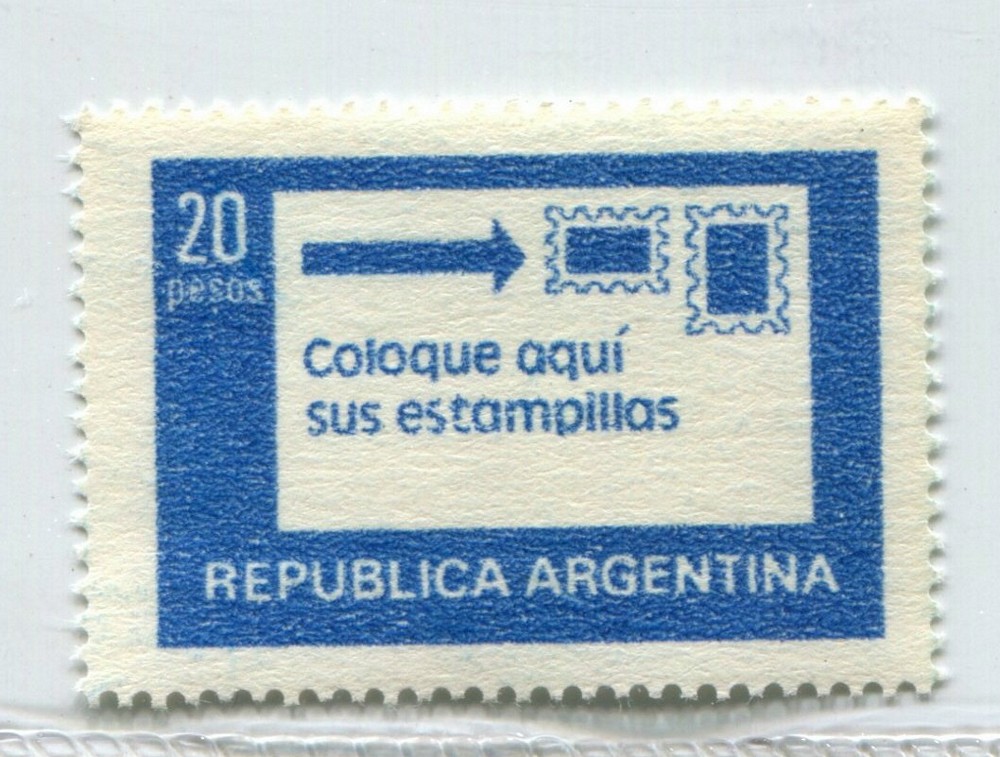 20
pesos
Coloque aquí
sus estampillas
REPUBLICA ARGENTINA